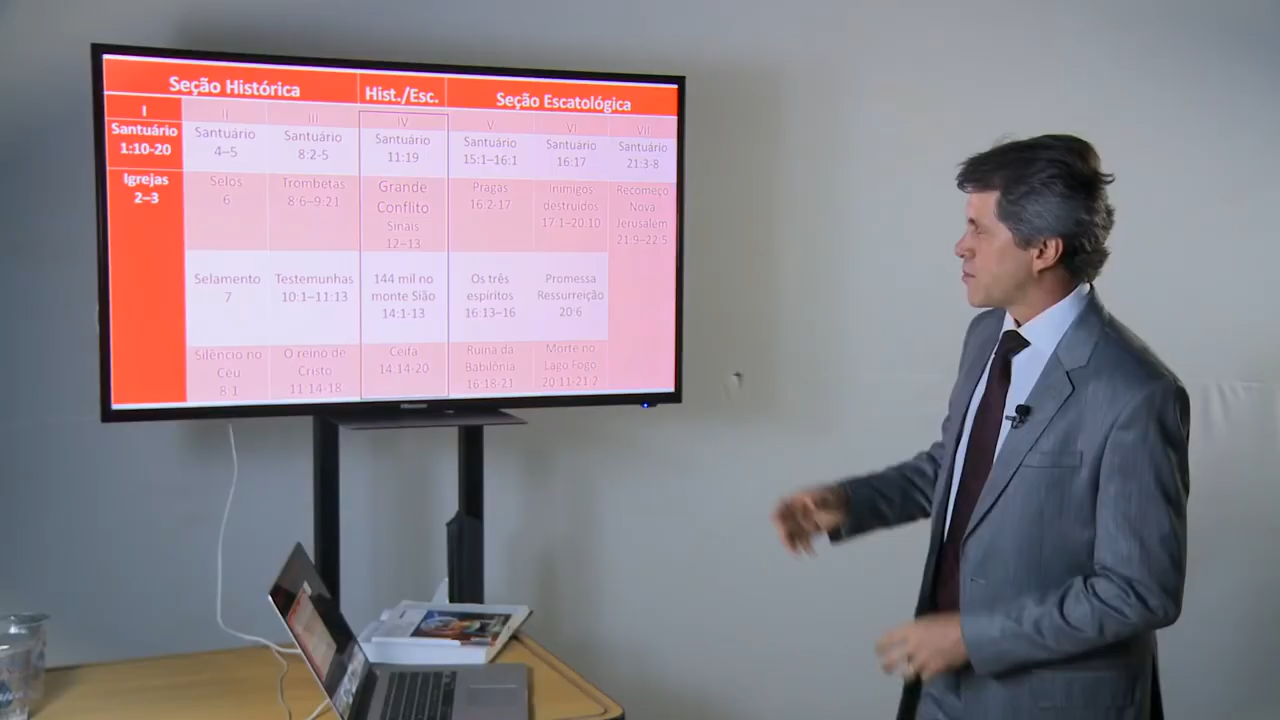 Seção Histórica
Hist./Esc.
Seção Escatológica
I
II
III
IV
V
VI
VII
Santuário
1:10-20
Santuário
4–5
Santuário
8:2-5
Santuário
11:19
Santuário
15:1–16:1
Santuário
16:17
Santuário
21:3-8
Igrejas
2–3
Selos
6
Trombetas
8:6–9:21
Grande
Conflito
Sinais
12–13
Pragas
16:2-17
Inimigos
destruídos
17:1–20:10
Recomeço
Nova
Jerusalém
21:9–22:5
Selamento
7
Testemunhas
10:1–11:13
144 mil no
monte Sião
14:1-13
Os três
espíritos
16:13–16
Promessa
Ressurreição
20:6
Silêncio no
Céu
8:1
O reino de
Cristo
11:14-18
Ceifa
14:14-20
Ruína da
Babilônia
16:18-21
Morte no
Lago Fogo
20:11-21:2
Hisense